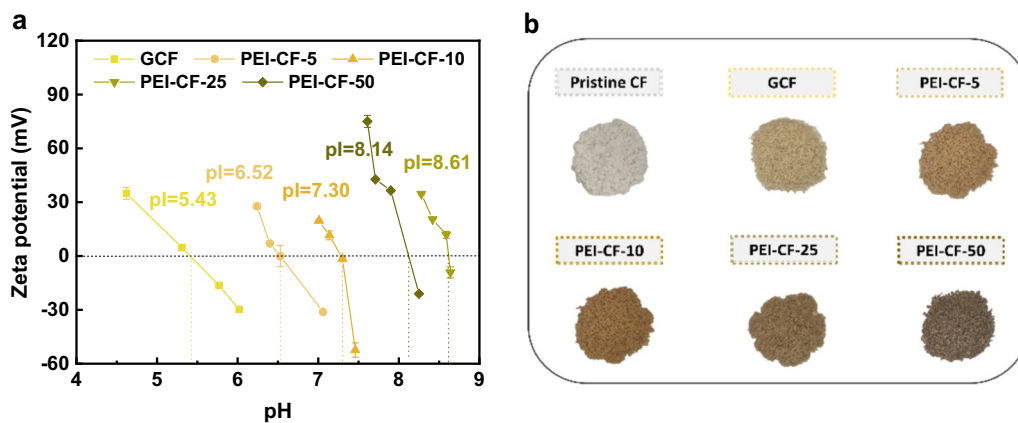 a
120
90
60
30
0
-30
-60
Zeta potential (mV)
GCF PEI-CF-5 PEI-CF-10
PEI-CF-25 PEI-CF-50
pI=5.43
pI=6.52
pI=7.30
pI=8.14
pI=8.61
4 5 6 7 8 9
pH
b
Pristine CF GCF PEI-CF-5
PEI-CF-10 PEI-CF-25 PEI-CF-50